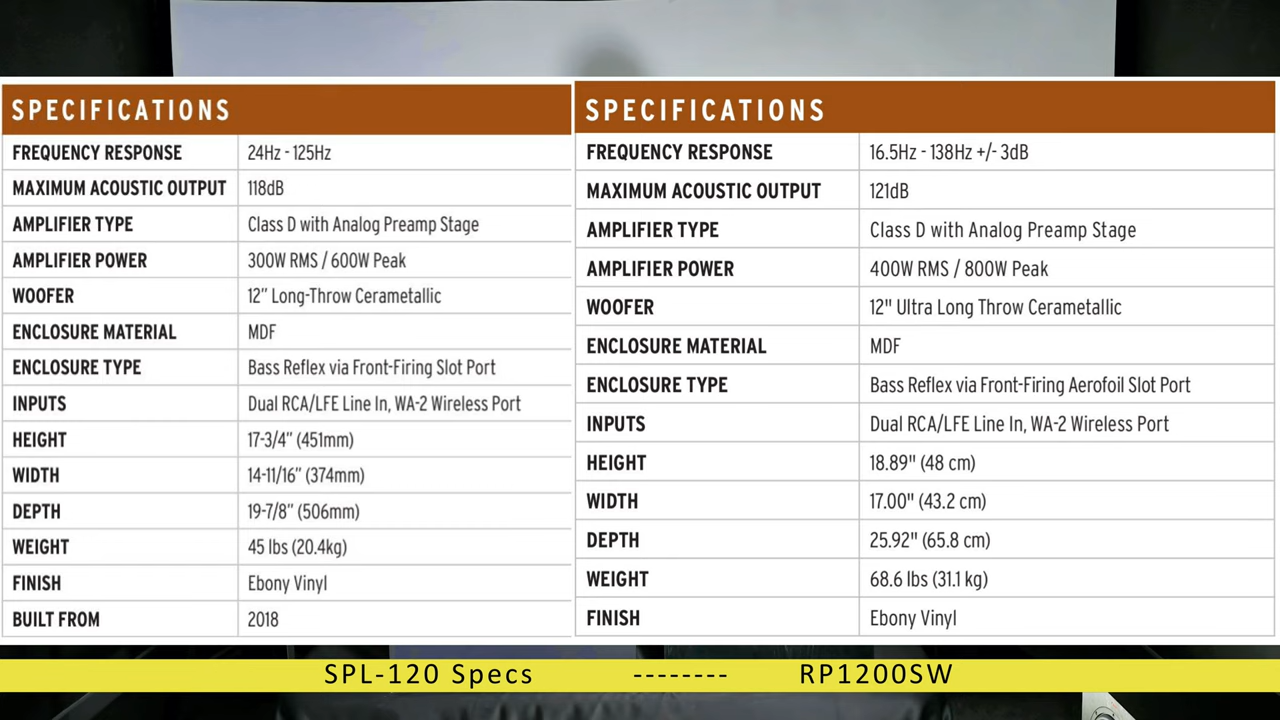 SPECIFICATIONS
FREQUENCY RESPONSE 24Hz - 125Hz
MAXIMUM ACOUSTIC OUTPUT 118dB
AMPLIFIER TYPE Class D with Analog Preamp Stage
AMPLIFIER POWER 300W RMS / 600W Peak
WOOFER 12” Long-Throw Cerametallic
ENCLOSURE MATERIAL MDF
ENCLOSURE TYPE Bass Reflex via Front-Firing Slot Port
INPUTS Dual RCA/LFE Line In, WA-2 Wireless Port
HEIGHT 17-3/4” (451mm)
WIDTH 14-11/16” (374mm)
DEPTH 19-7/8” (506mm)
WEIGHT 45 lbs (20.4kg)
FINISH Ebony Vinyl
BUILT FROM 2018
SPECIFICATIONS
FREQUENCY RESPONSE 16.5Hz - 138Hz +/- 3dB
MAXIMUM ACOUSTIC OUTPUT 121dB
AMPLIFIER TYPE Class D with Analog Preamp Stage
AMPLIFIER POWER 400W RMS / 800W Peak
WOOFER 12" Ultra Long Throw Cerametallic
ENCLOSURE MATERIAL MDF
ENCLOSURE TYPE Bass Reflex via Front-Firing Aerofoil Slot Port
INPUTS Dual RCA/LFE Line In, WA-2 Wireless Port
HEIGHT 18.89" (48 cm)
WIDTH 17.00" (43.2 cm)
DEPTH 25.92" (65.8 cm)
WEIGHT 68.6 lbs (31.1 kg)
FINISH Ebony Vinyl
SPL-120 Specs -------- RP1200SW